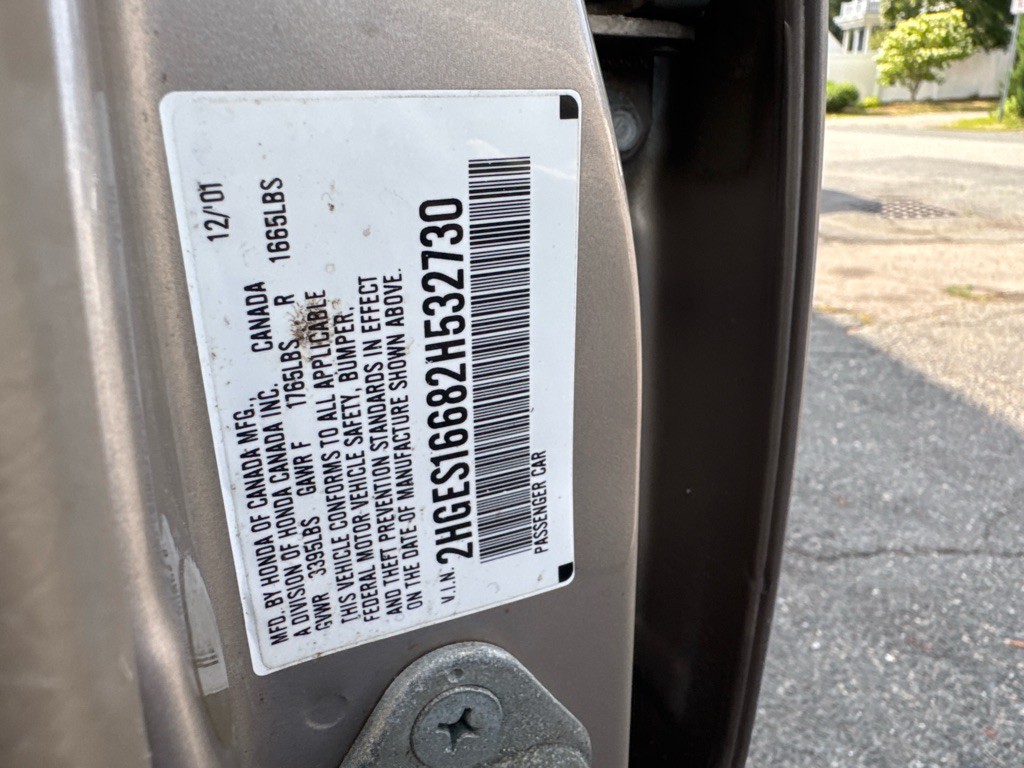 MFD. BY HONDA OF CANADA MFG., CANADA 12/01
A DIVISION OF HONDA CANADA INC.
GVWR 3395LBS GAWR F 1765LBS R 1665LBS
THIS VEHICLE CONFORMS TO ALL APPLICABLE
FEDERAL MOTOR VEHICLE SAFETY, BUMPER,
AND THEFT PREVENTION STANDARDS IN EFFECT
ON THE DATE OF MANUFACTURE SHOWN ABOVE.
V.I.N. 2HGES16682H532730
PASSENGER CAR